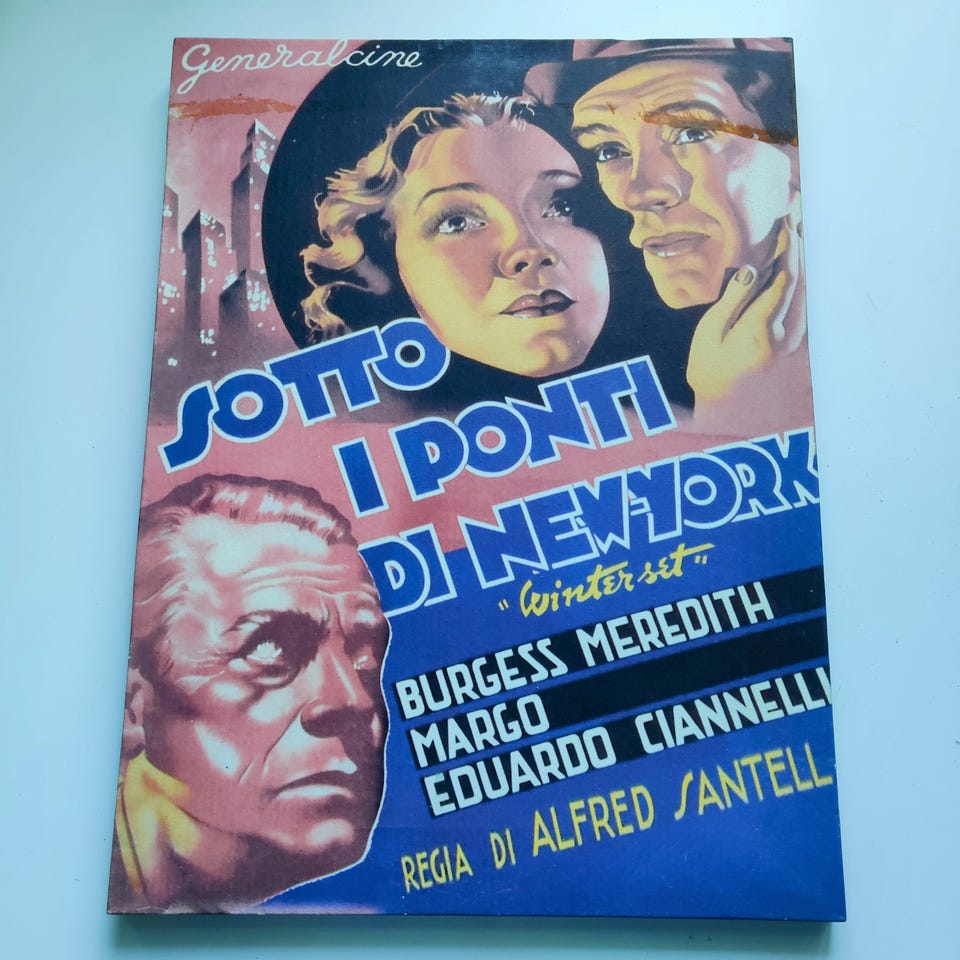 Generalcine
SOTTO
I PONTI
DI NEW-YORK
"Winterset"
BURGESS MEREDITH
MARGO
EDUARDO CIANNELLI
REGIA DI ALFRED SANTELL